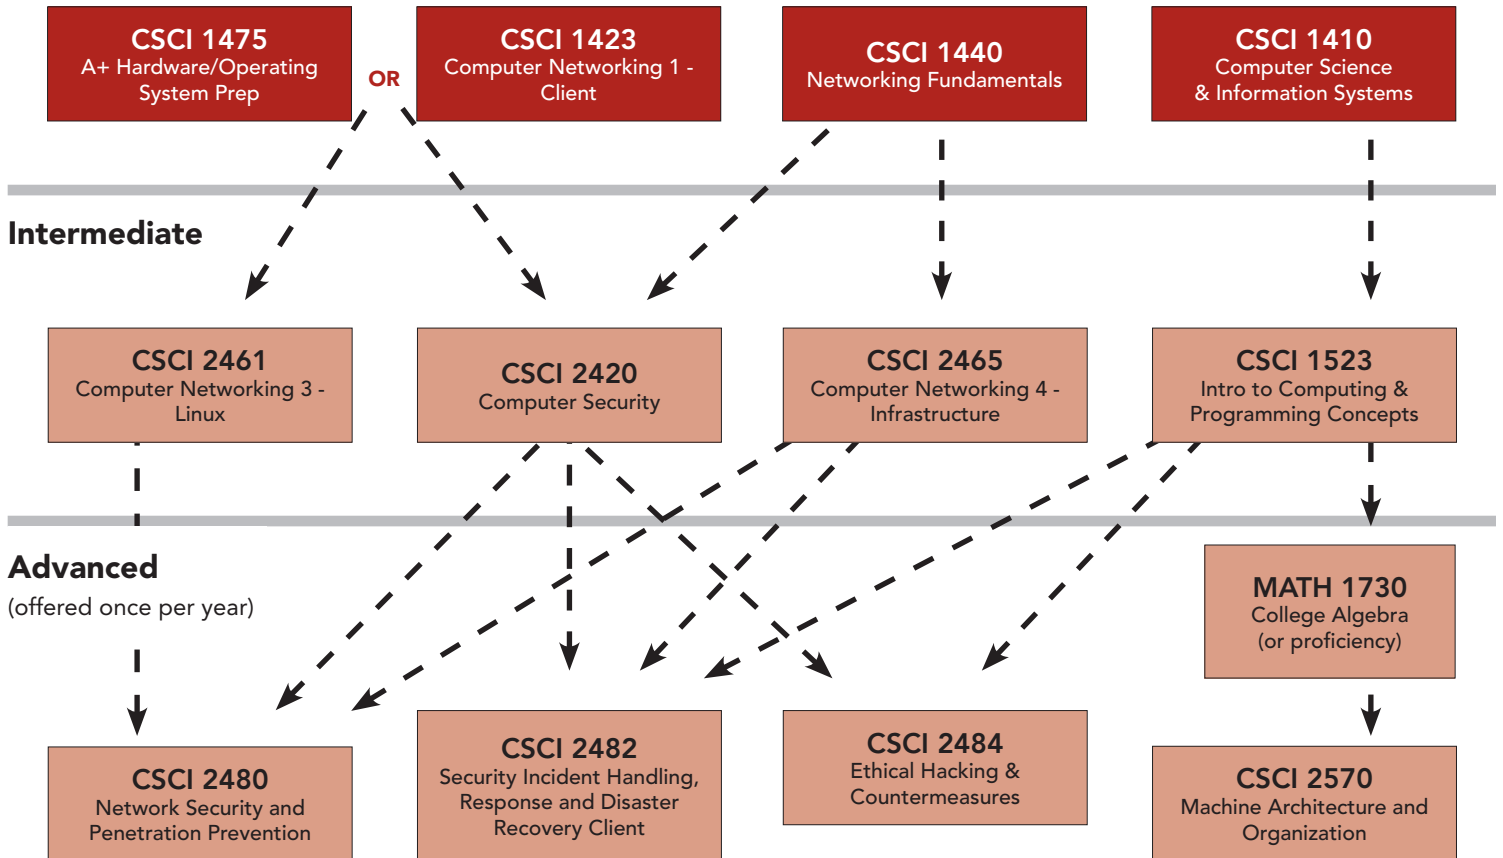 CSCI 1475
A+ Hardware/Operating
System Prep
OR
CSCI 1423
Computer Networking 1 -
Client
CSCI 1440
Networking Fundamentals
CSCI 1410
Computer Science
& Information Systems
Intermediate
CSCI 2461
Computer Networking 3 -
Linux
CSCI 2420
Computer Security
CSCI 2465
Computer Networking 4 -
Infrastructure
CSCI 1523
Intro to Computing &
Programming Concepts
Advanced
(offered once per year)
MATH 1730
College Algebra
(or proficiency)
CSCI 2480
Network Security and
Penetration Prevention
CSCI 2482
Security Incident Handling,
Response and Disaster
Recovery Client
CSCI 2484
Ethical Hacking &
Countermeasures
CSCI 2570
Machine Architecture and
Organization